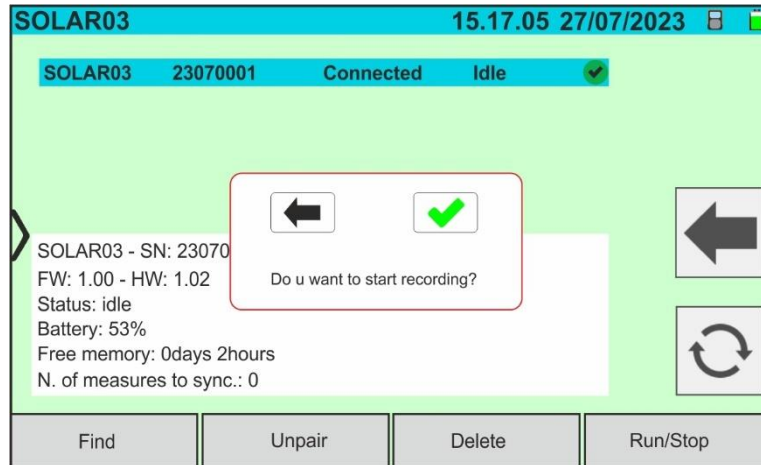 SOLAR03 15.17.05 27/07/2023
SOLAR03 23070001 Connected Idle
Do u want to start recording?
SOLAR03 - SN: 23070
FW: 1.00 - HW: 1.02
Status: idle
Battery: 53%
Free memory: 0days 2hours
N. of measures to sync.: 0
Find Unpair Delete Run/Stop